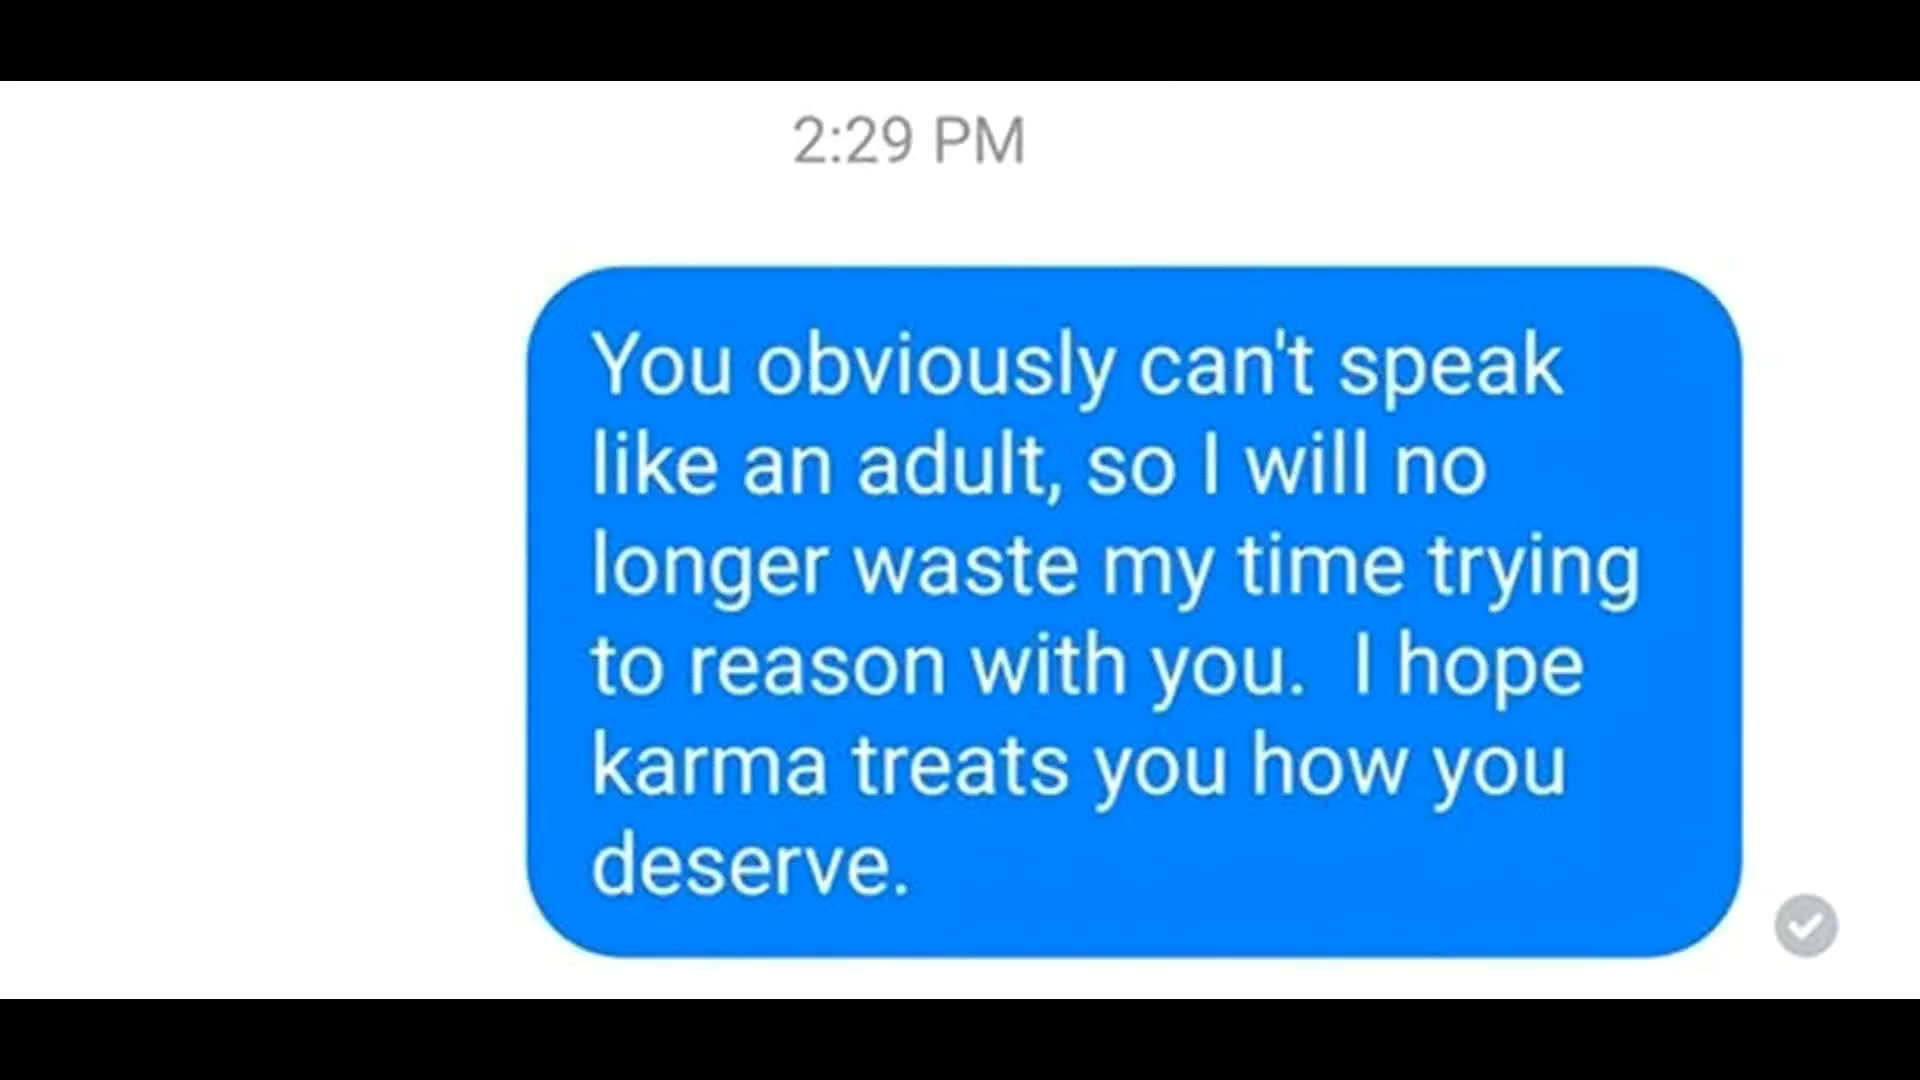 2:29 PM
You obviously can't speak
like an adult, so I will no
longer waste my time trying
to reason with you.  I hope
karma treats you how you
deserve.